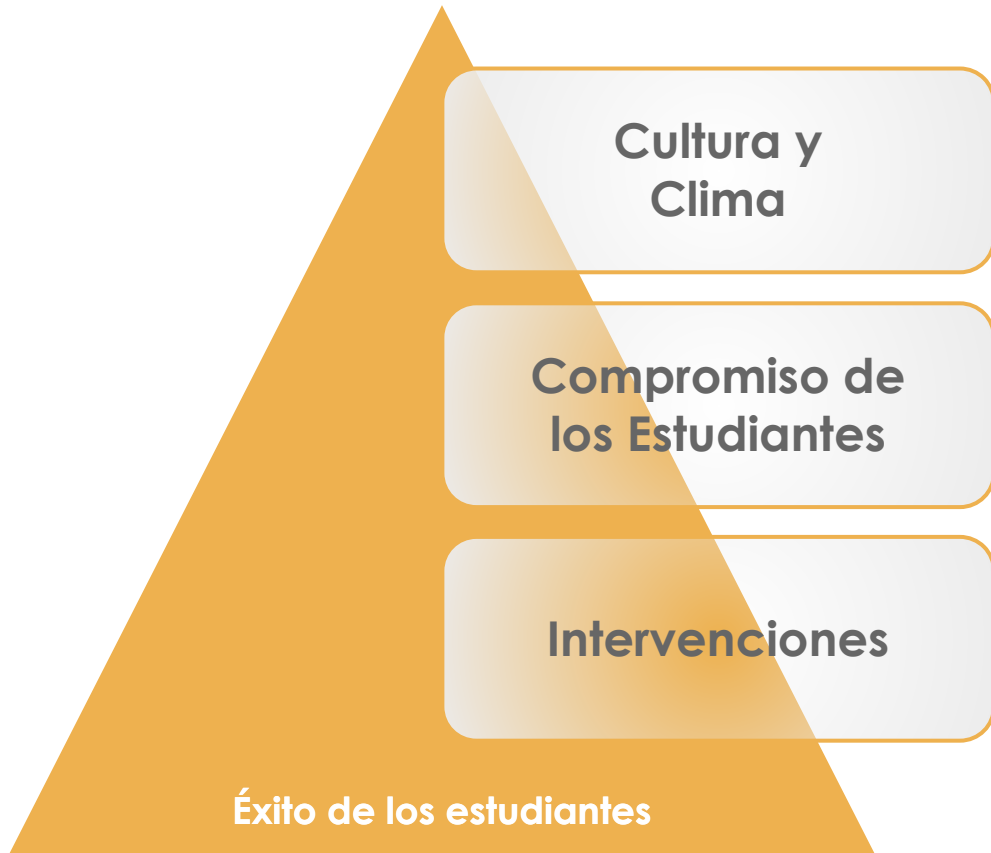 Cultura y
Clima
Compromiso de
los Estudiantes
Intervenciones
Éxito de los estudiantes